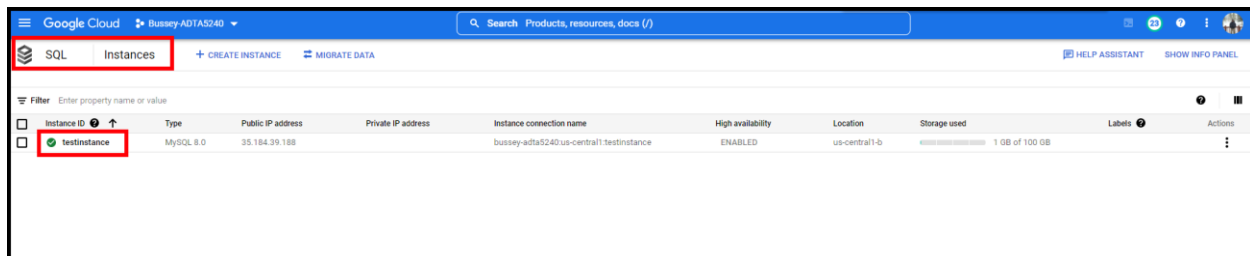 Google Cloud Bussey-ADTA5240 Search Products, resources, docs (/) 23
SQL Instances + CREATE INSTANCE MIGRATE DATA HELP ASSISTANT SHOW INFO PANEL
Filter Enter property name or value
Instance ID Type Public IP address Private IP address Instance connection name High availability Location Storage used Labels Actions
testinstance MySQL 8.0 35.184.39.188 bussey-adta5240:us-central1:testinstance ENABLED us-central1-b 1 GB of 100 GB